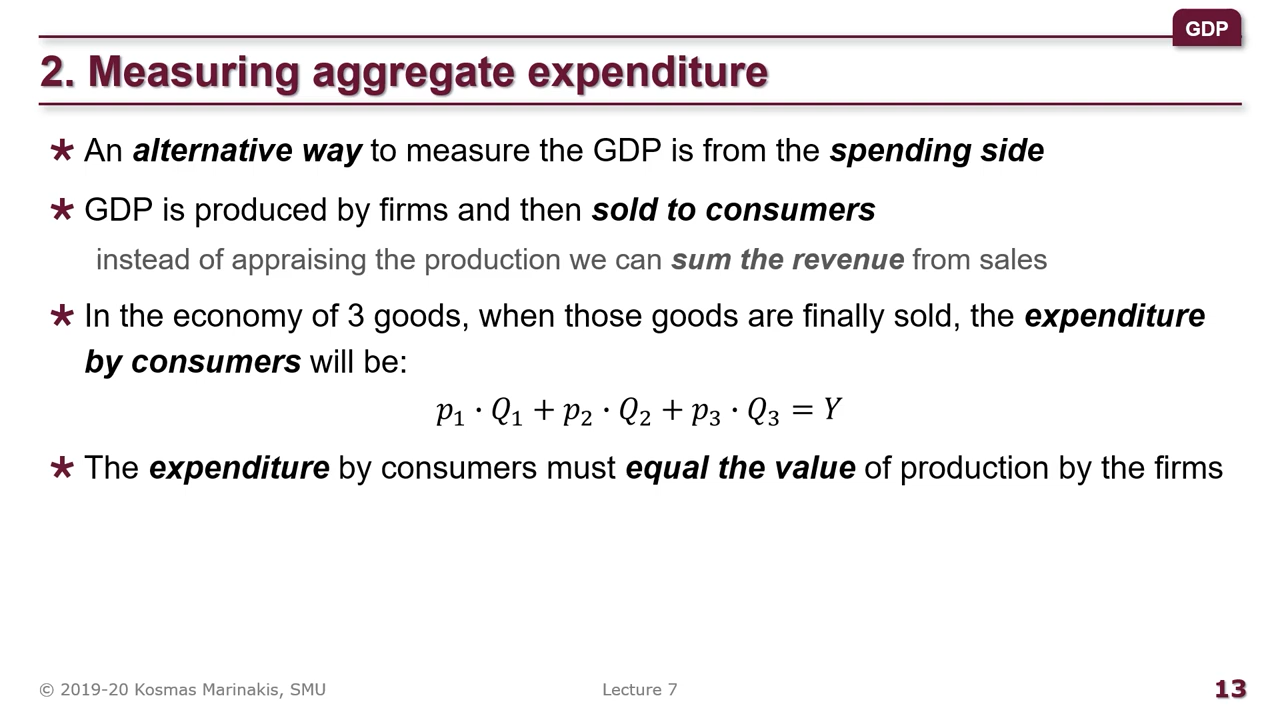 GDP
2. Measuring aggregate expenditure
* An alternative way to measure the GDP is from the spending side
* GDP is produced by firms and then sold to consumers
instead of appraising the production we can sum the revenue from sales
* In the economy of 3 goods, when those goods are finally sold, the expenditure
by consumers will be:
p₁ · Q₁ + p₂ · Q₂ + p₃ · Q₃ = Y
* The expenditure by consumers must equal the value of production by the firms
© 2019-20 Kosmas Marinakis, SMU
Lecture 7
13